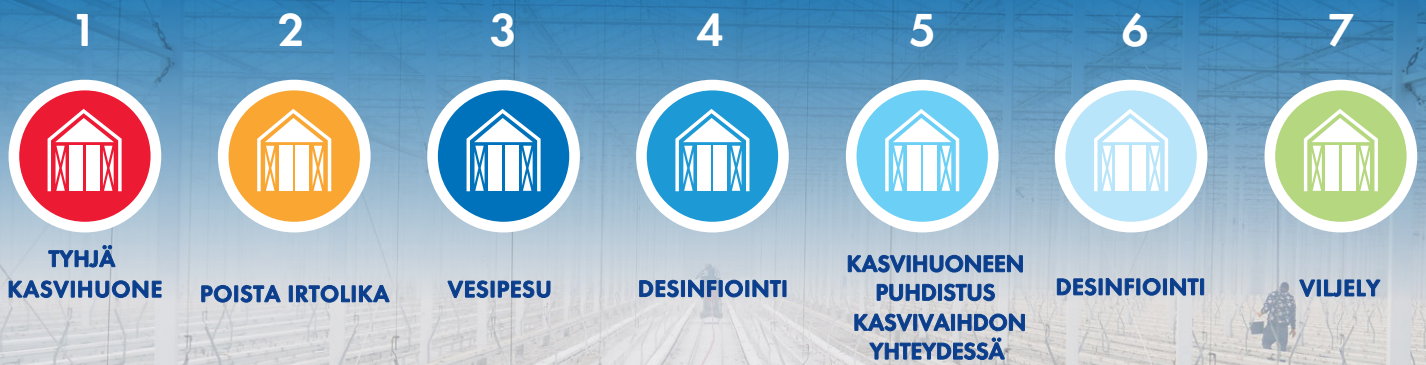 1 2 3 4 5 6 7
TYHJÄ
KASVIHUONE
POISTA IRTOLIKA
VESIPESU
DESINFIOINTI
KASVIHUONEEN
PUHDISTUS
KASVIVAIHDON
YHTEYDESSÄ
DESINFIOINTI
VILJELY